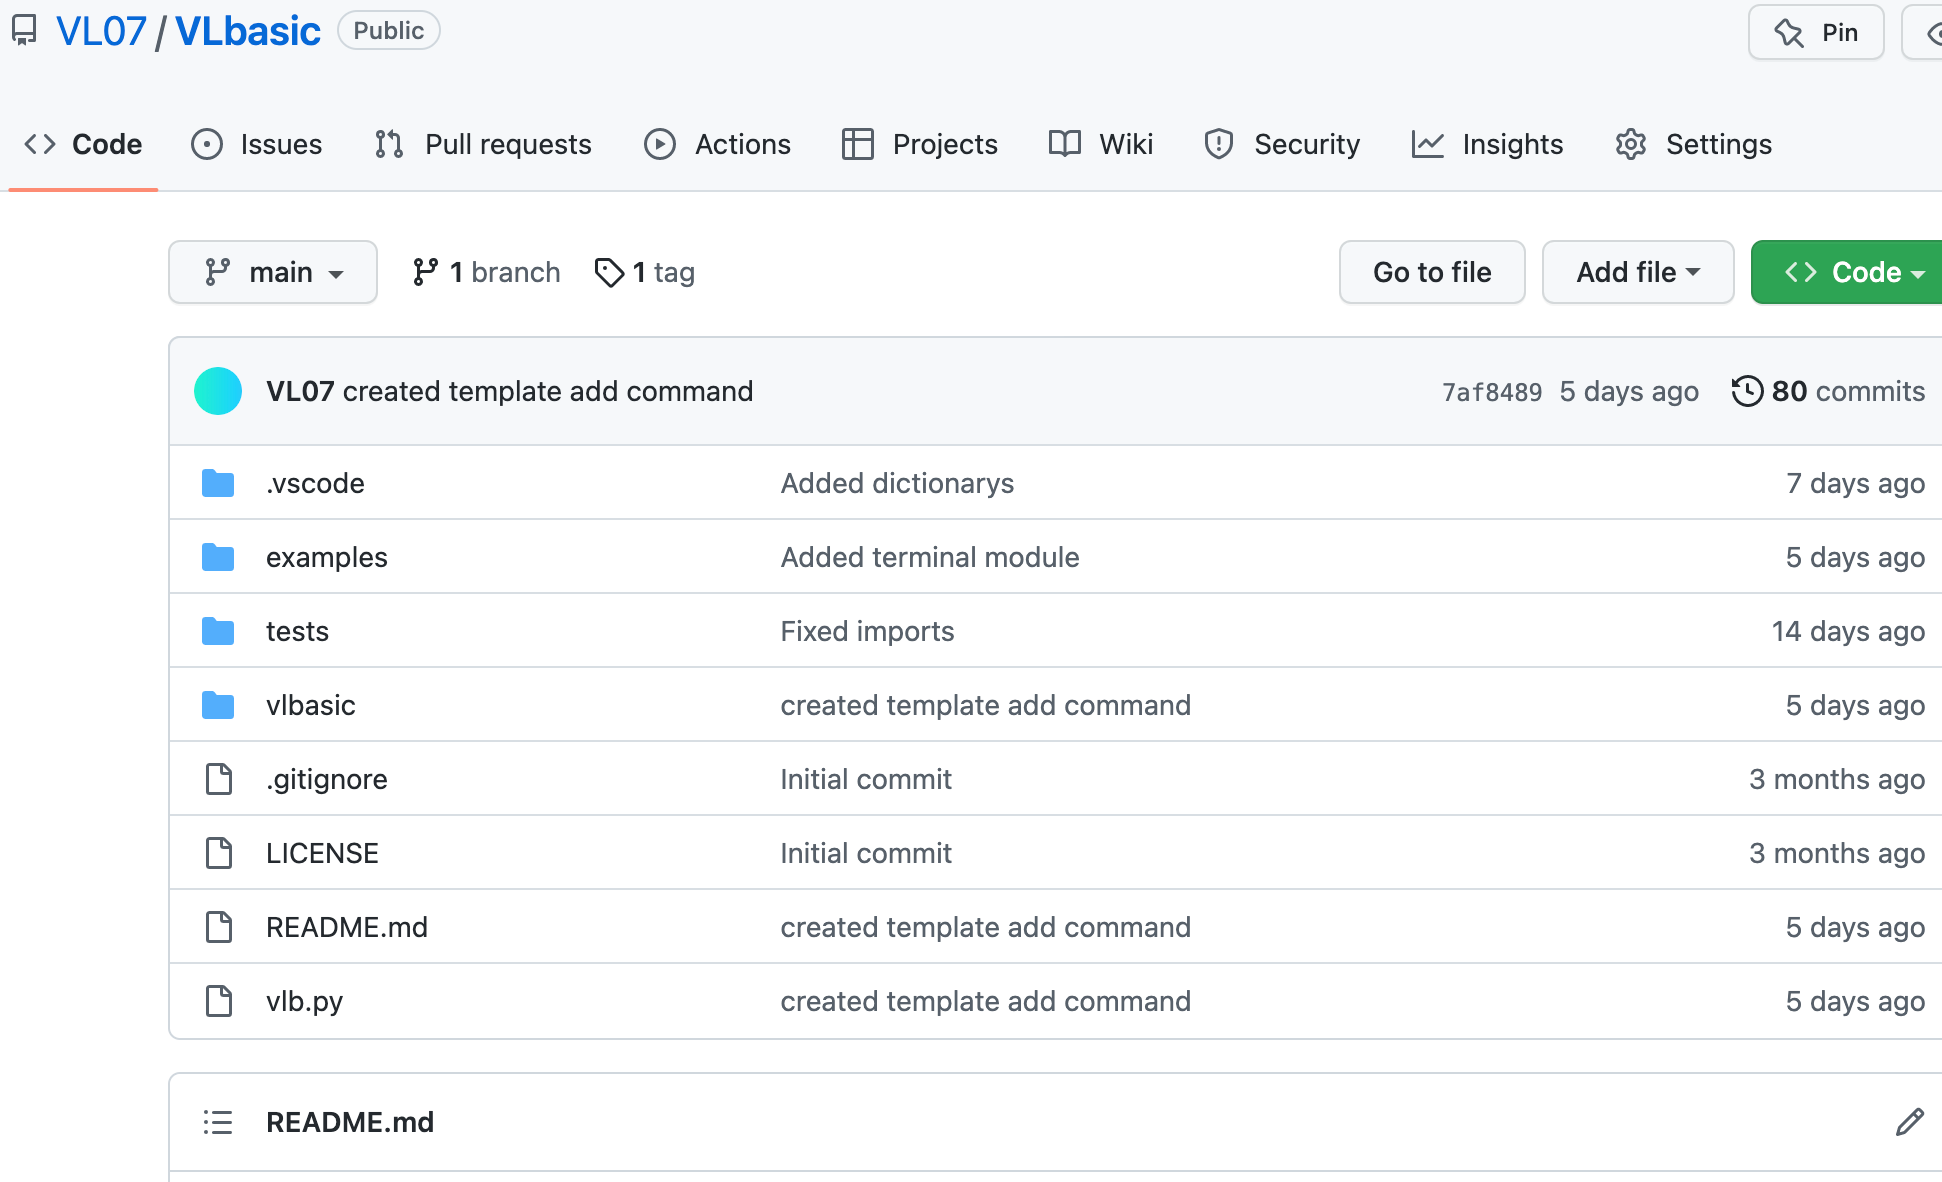 VL07 / VLbasic Public Pin
Code Issues Pull requests Actions Projects Wiki Security Insights Settings
main 1 branch 1 tag Go to file Add file Code
VL07 created template add command 7af8489 5 days ago 80 commits
.vscode Added dictionarys 7 days ago
examples Added terminal module 5 days ago
tests Fixed imports 14 days ago
vlbasic created template add command 5 days ago
.gitignore Initial commit 3 months ago
LICENSE Initial commit 3 months ago
README.md created template add command 5 days ago
vlb.py created template add command 5 days ago
README.md